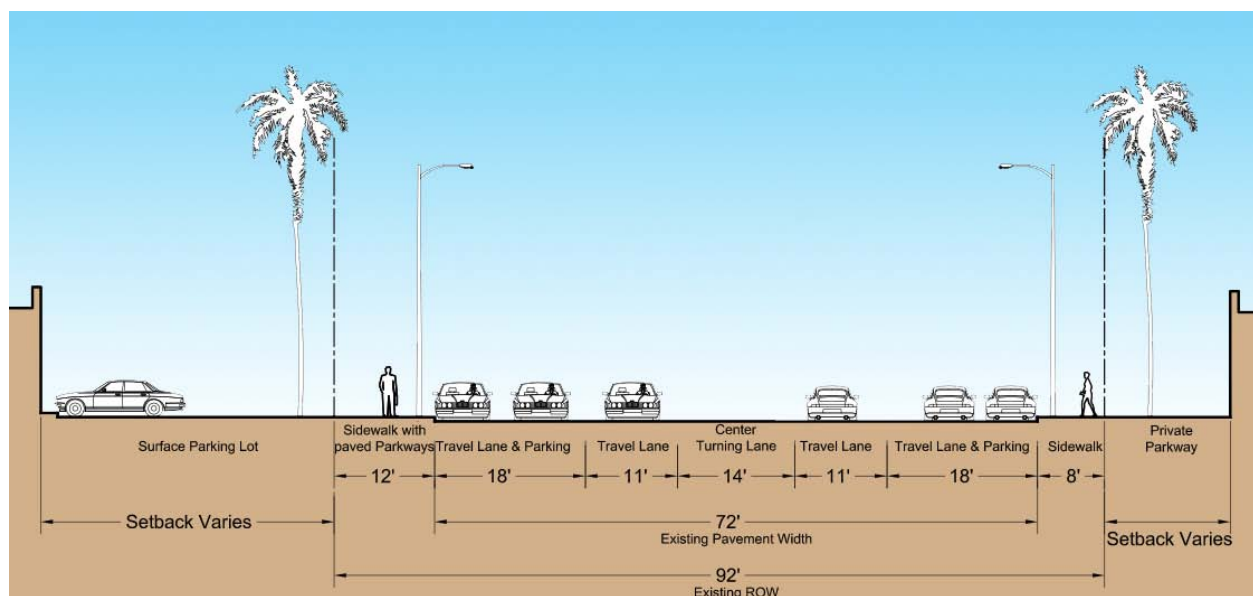 Surface Parking Lot
Sidewalk with
paved Parkways
Travel Lane & Parking
Travel Lane
Center
Turning Lane
Travel Lane
Travel Lane & Parking
Sidewalk
Private
Parkway
12'
18'
11'
14'
11'
18'
8'
Setback Varies
72'
Existing Pavement Width
Setback Varies
92'
Existing ROW